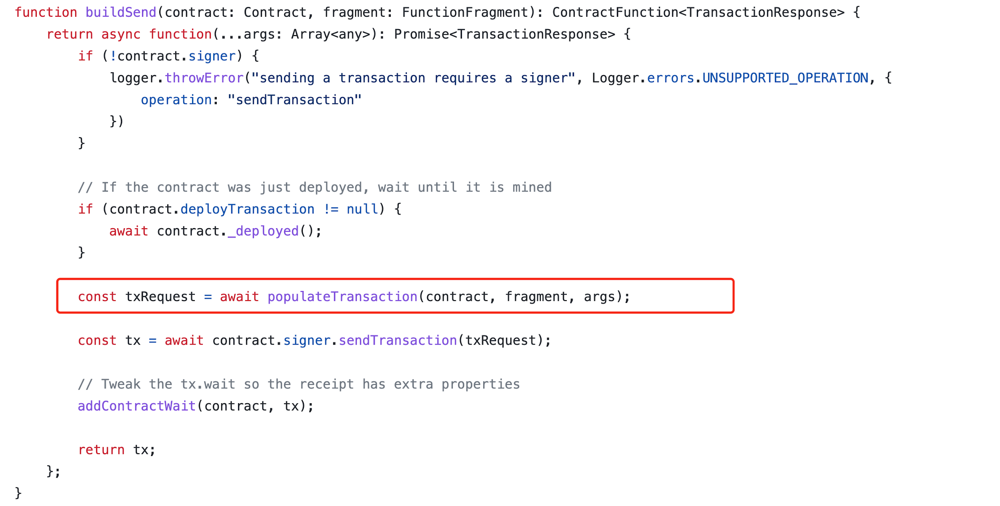 function buildSend(contract: Contract, fragment: FunctionFragment): ContractFunction<TransactionResponse> {
    return async function(...args: Array<any>): Promise<TransactionResponse> {
        if (!contract.signer) {
            logger.throwError("sending a transaction requires a signer", Logger.errors.UNSUPPORTED_OPERATION, {
                operation: "sendTransaction"
            })
        }
        // If the contract was just deployed, wait until it is mined
        if (contract.deployTransaction != null) {
            await contract._deployed();
        }
        const txRequest = await populateTransaction(contract, fragment, args);
        const tx = await contract.signer.sendTransaction(txRequest);
        // Tweak the tx.wait so the receipt has extra properties
        addContractWait(contract, tx);
        return tx;
    };
}